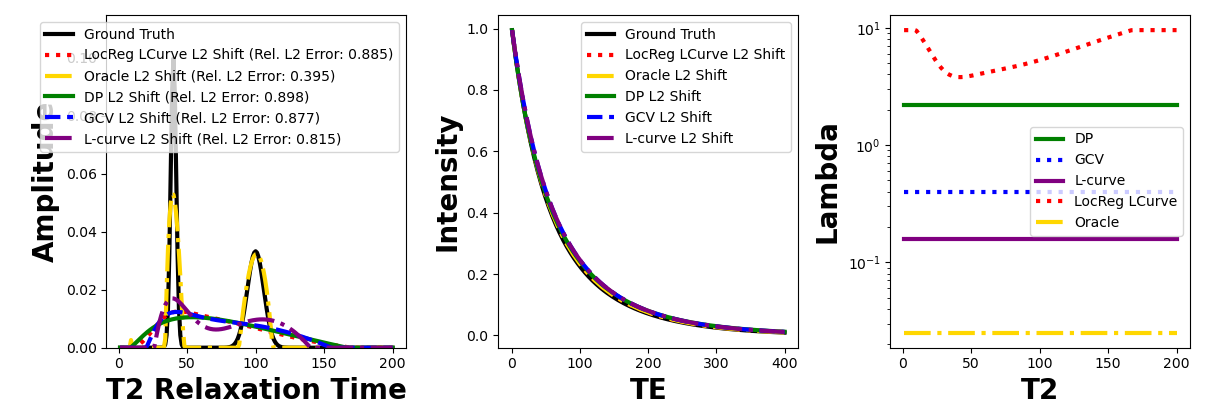 Amplitude
0.10
0.08
0.06
0.04
0.02
0.00
Ground Truth
LocReg LCurve L2 Shift (Rel. L2 Error: 0.885)
Oracle L2 Shift (Rel. L2 Error: 0.395)
DP L2 Shift (Rel. L2 Error: 0.898)
GCV L2 Shift (Rel. L2 Error: 0.877)
L-curve L2 Shift (Rel. L2 Error: 0.815)
0 50 100 150 200
T2 Relaxation Time
Intensity
1.0
0.8
0.6
0.4
0.2
0.0
Ground Truth
LocReg LCurve L2 Shift
Oracle L2 Shift
DP L2 Shift
GCV L2 Shift
L-curve L2 Shift
0 100 200 300 400
TE
Lambda
10¹
10⁰
10⁻¹
DP
GCV
L-curve
LocReg LCurve
Oracle
0 50 100 150 200
T2